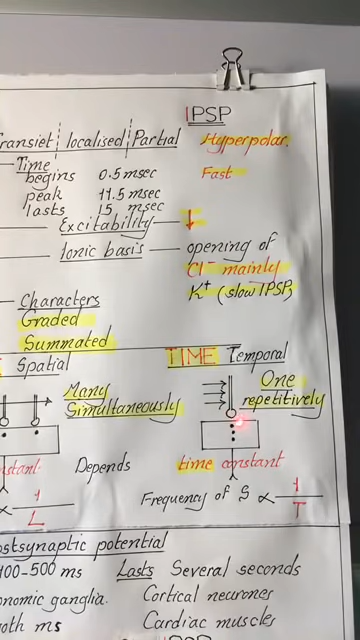 IPSP
ransiet localised Partial Hyperpolar.
Time
begins 0.5 msec Fast
peak 11.5 msec
lasts 15 msec
Excitability ↓
Ionic basis opening of
Cl⁻ mainly
Characters K⁺ (slow IPSP)
Graded
Summated
Spatial TIME Temporal
Many One
Simultaneously repetitively
nstant Depends time constant
∝ 1/L Frequency of S ∝ 1/T
ostsynaptic potential
100-500 ms Lasts Several seconds
onomic ganglia. Cortical neurones
oth ms Cardiac muscles